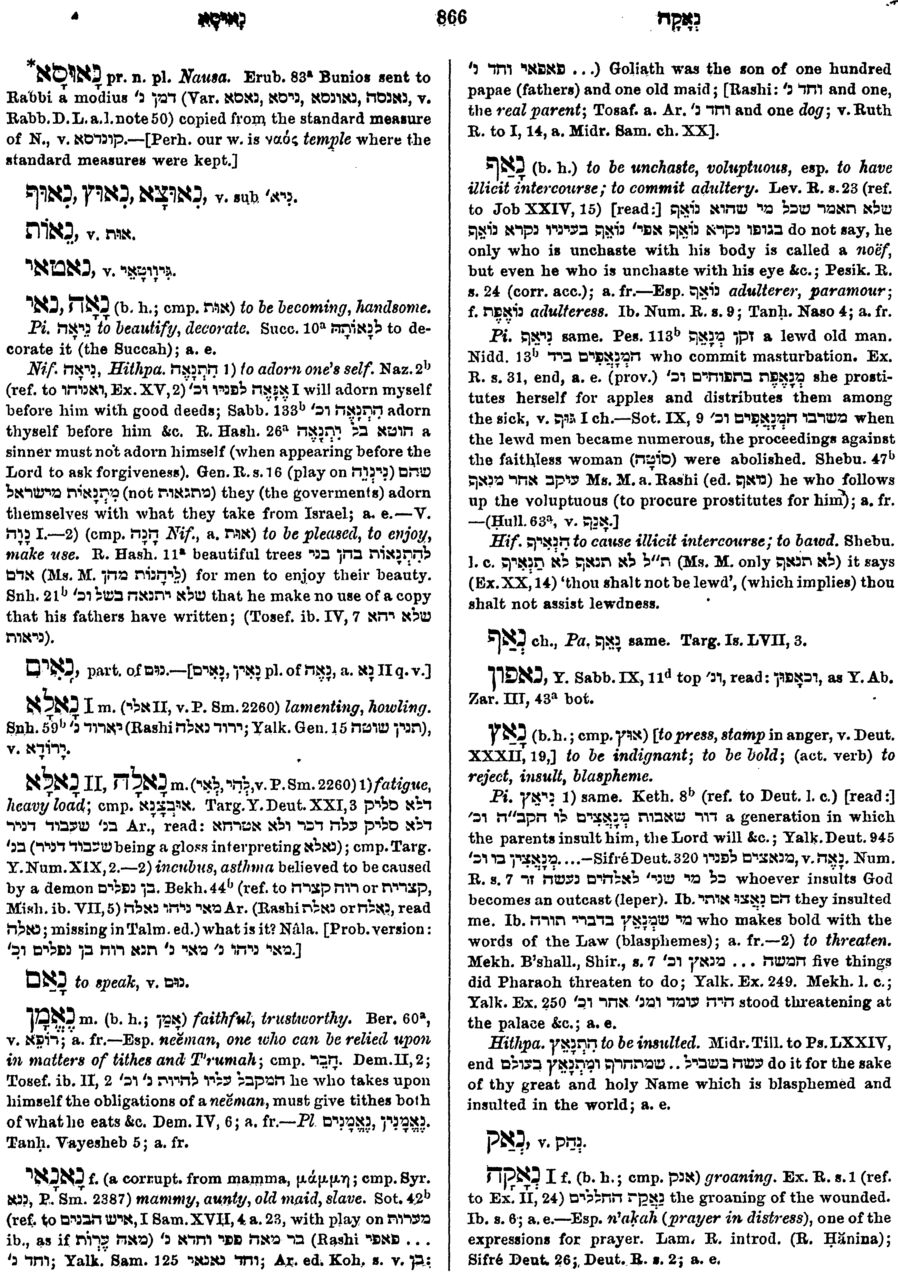 נָאוּסָא 866 נְאָקָה
*נָאוּסָא pr. n. pl. Nausa. Erub. 83ᵃ Bunios sent to
Rabbi a modius דמן נ׳ (Var. נאסא, ניסא, נאונסא, נאוסה, v.
Rabb. D. L. a. l. note 50) copied from the standard measure
of N., v. קונדסא.—[Perh. our w. is ναός temple where the
standard measures were kept.]
נָאוּף, נָאוּץ, נָאוּצָא, v. sub נִיא׳.
נָאוֹת, v. אות.
נאטאי, v. גִּיוְוטָאֵי.
נָאָה, נָאי (b. h.; cmp. אות) to be becoming, handsome.
Pi. נִיאָה to beautify, decorate. Succ. 10ᵃ לְנָאוֹתָהּ to de-
corate it (the Succah); a. e.
Nif. נִיאָה, Hithpa. הִתְנָאֶה 1) to adorn one's self. Naz. 2ᵇ
(ref. to ואנוהו, Ex. XV, 2) אֶנָּאֶה לפניו וכ׳ I will adorn myself
before him with good deeds; Sabb. 133ᵇ הִתְנָאֶה וכ׳ adorn
thyself before him &c. R. Hash. 26ᵃ חוטא בל יִתְנָאֶה a
sinner must not adorn himself (when appearing before the
Lord to ask forgiveness). Gen. R. s. 16 (play on נִינְוֵה) שהם
מִתְנָאוֹת מישראל (not מתגאות) they (the goverments) adorn
themselves with what they take from Israel; a. e.—V.
נָוָה I.—2) (cmp. הָנָה Nif., a. אות) to be pleased, to enjoy,
make use. R. Hash. 11ᵃ beautiful trees להִתְנָאוֹת בהן בני
אדם (Ms. M. לֵיהָנוֹת מהן) for men to enjoy their beauty.
Snh. 21ᵇ שלא יתנאה בשל וכ׳ that he make no use of a copy
that his fathers have written; (Tosef. ib. IV, 7 שלא יהא
ניאות).
נָאִים, part. of נום.—[נָאִין, נָאִים pl. of נָאֶה, a. נָא II q. v.]
נָאלָא I m. (אלי II, v. P. Sm. 2260) lamenting, howling.
Snh. 59ᵇ יארוד נ׳ (Rashi ירוד נאלה; Yalk. Gen. 15 תנין שוטה),
v. יָרוֹדָא.
נָאלָא II, נָאלָה m. (לְהִי, לְאֵי, v. P. Sm. 2260) 1) fatigue,
heavy load; cmp. אִיבְצָנָא. Targ. Y. Deut. XXI, 3 דלא סליק
בנ׳ שעבוד דניר Ar., read: דלא סליק עלה דכר ולא אטרחא
בנ׳ (שעבוד דניר being a gloss interpreting נאלא); cmp. Targ.
Y. Num. XIX, 2.—2) incubus, asthma believed to be caused
by a demon בן נפלים. Bekh. 44ᵇ (ref. to רוח קצרה or קצרית,
Mish. ib. VII, 5) מאי ניהו נאלה Ar. (Rashi נאלא or נָאלָה, read
נאלה; missing in Talm. ed.) what is it? Nâla. [Prob. version:
מאי ניהו נ׳ מאי נ׳ תנא רוח בן נפלים וכ׳.]
נָאַם to speak, v. נום.
נֶאֱמָן m. (b. h.; אָמַן) faithful, trustworthy. Ber. 60ᵃ,
v. רוֹפֵא; a. fr.—Esp. neĕman, one who can be relied upon
in matters of tithes and T'rumah; cmp. חָבֵר. Dem. II, 2;
Tosef. ib. II, 2 המקבל עליו להיות נ׳ וכ׳ he who takes upon
himself the obligations of a neĕman, must give tithes both
of what he eats &c. Dem. IV, 6; a. fr.—Pl. נֶאֱמָנִים, נֶאֱמָנִין.
Tanḥ. Vayesheb 5; a. fr.
נָאנָאי f. (a corrupt. from mamma, μάμμη; cmp. Syr.
נגא, P. Sm. 2387) mammy, aunty, old maid, slave. Sot. 42ᵇ
(ref. to איש הבנים, I Sam. XVII, 4 a. 23, with play on מערות
ib., as if מאה עָרוֹת) בר מאה פפי וחדא נ׳ (Rashi פאפי ...
וחד נ׳; Yalk. Sam. 125 וחד נאנאי; Ar. ed. Koh. s. v. בֵּן:
פאפאי וחד נ׳ ...) Goliath was the son of one hundred
papae (fathers) and one old maid; [Rashi: וחד נ׳ and one,
the real parent; Tosaf. a. Ar. וחד נ׳ and one dog; v. Ruth
R. to I, 14, a. Midr. Sam. ch. XX].
נָאַף (b. h.) to be unchaste, voluptuous, esp. to have
illicit intercourse; to commit adultery. Lev. R. s. 23 (ref.
to Job XXIV, 15) [read:] שלא תאמר שכל מי שהוא נוֹאֵף
בגופו נקרא נוֹאֵף אפי׳ נוֹאֵף בעיניו נקרא נוֹאֵף do not say, he
only who is unchaste with his body is called a noëf,
but even he who is unchaste with his eye &c.; Pesik. R.
s. 24 (corr. acc.); a. fr.—Esp. נוֹאֵף adulterer, paramour;
f. נוֹאֶפֶת adulteress. Ib. Num. R. s. 9; Tanḥ. Naso 4; a. fr.
Pi. נִיאֵף same. Pes. 113ᵇ זקן מְנָאֵף a lewd old man.
Nidd. 13ᵇ המְנָאֲפִים ביד who commit masturbation. Ex.
R. s. 31, end, a. e. (prov.) מְנָאֶפֶת בתפוחים וכ׳ she prosti-
tutes herself for apples and distributes them among
the sick, v. גּוּף I ch.—Sot. IX, 9 משרבו המְנָאֲפִים וכ׳ when
the lewd men became numerous, the proceedings against
the faithless woman (סוֹטָה) were abolished. Shebu. 47ᵇ
עיקב אחר מנאף Ms. M. a. Rashi (ed. נואף) he who follows
up the voluptuous (to procure prostitutes for him); a. fr.
—(Ḥull. 63ᵃ, v. אָנַף.]
Hif. הִנְאִיף to cause illicit intercourse; to bawd. Shebu.
l. c. ת״ל לא תנאף לא תַנְאִיף (Ms. M. only לא תנאף) it says
(Ex. XX, 14) 'thou shalt not be lewd', (which implies) thou
shalt not assist lewdness.
נְאַף ch., Pa. נָאֵף same. Targ. Is. LVII, 3.
נאפון, Y. Sabb. IX, 11ᵈ top ונ׳, read: וכאפון, as Y. Ab.
Zar. III, 43ᵃ bot.
נָאַץ (b. h.; cmp. אוץ) [to press, stamp in anger, v. Deut.
XXXII, 19,] to be indignant; to be bold; (act. verb) to
reject, insult, blaspheme.
Pi. נִיאֵץ 1) same. Keth. 8ᵇ (ref. to Deut. l. c.) [read:]
דור שאבות מְנָאֲצִים לו הקב״ה וכ׳ a generation in which
the parents insult him, the Lord will &c.; Yalk. Deut. 945
מְנָאֲצִין בו וכ׳....—Sifré Deut. 320 מנאצים לפניו, v. נָאָה. Num.
R. s. 7 כל מי שני׳ לאלהים נעשה זר whoever insults God
becomes an outcast (leper). Ib. הם נִאֲצוּ אותי they insulted
me. Ib. מי שמְנָאֵץ בדברי תורה who makes bold with the
words of the Law (blasphemes); a. fr.—2) to threaten.
Mekh. B'shall., Shir., s. 7 חמשה ... מנאץ וכ׳ five things
did Pharaoh threaten to do; Yalk. Ex. 249. Mekh. l. c.;
Yalk. Ex. 250 היה עומד ומנ׳ אחר וכ׳ stood threatening at
the palace &c.; a. e.
Hithpa. הִתְנָאֵץ to be insulted. Midr. Till. to Ps. LXXIV,
end עשה בשביל .. שמתחרף וּמִתְנָאֵץ בעולם do it for the sake
of thy great and holy Name which is blasphemed and
insulted in the world; a. e.
נָאַק, v. נָהַק.
נְאָקָה I f. (b. h.; cmp. אנק) groaning. Ex. R. s. 1 (ref.
to Ex. II, 24) נַאֲקַת החללים the groaning of the wounded.
Ib. s. 6; a. e.—Esp. n'aḳah (prayer in distress), one of the
expressions for prayer. Lam. R. introd. (R. Ḥănina);
Sifré Deut. 26; Deut. R. s. 2; a. e.